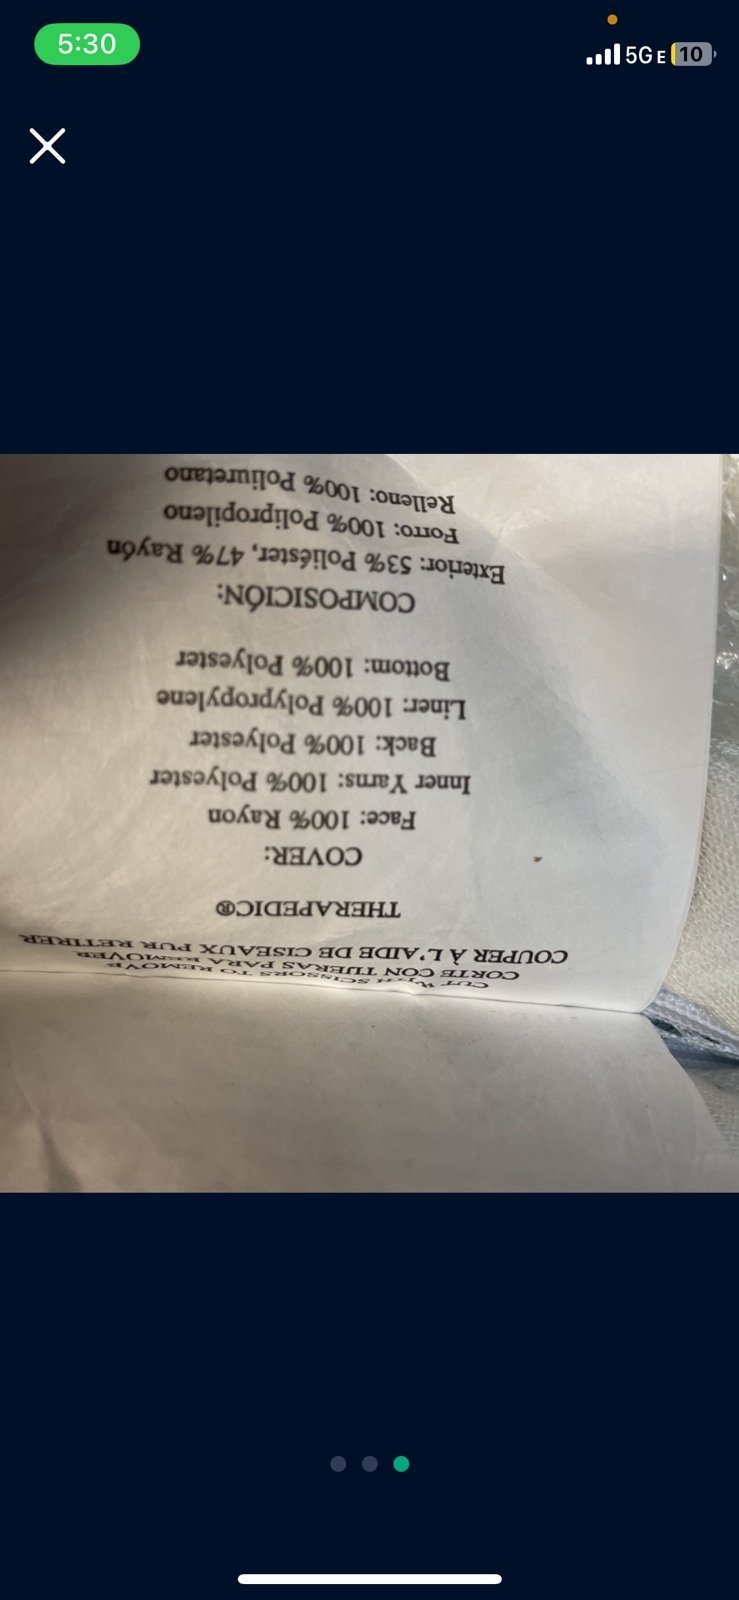 5:30
5GE 10
CUT WITH SCISSORS TO REMOVE
CORTE CON TIJERAS PARA REMOVER
COUPER À L'AIDE DE CISEAUX PUR RETIRER
THERAPEDIC®
COVER:
Face: 100% Rayon
Inner Yarns: 100% Polyester
Back: 100% Polyester
Liner: 100% Polypropylene
Bottom: 100% Polyester
COMPOSICIÓN:
Exterior: 53% Poliéster, 47% Rayón
Forro: 100% Polipropileno
Relleno: 100% Poliuretano